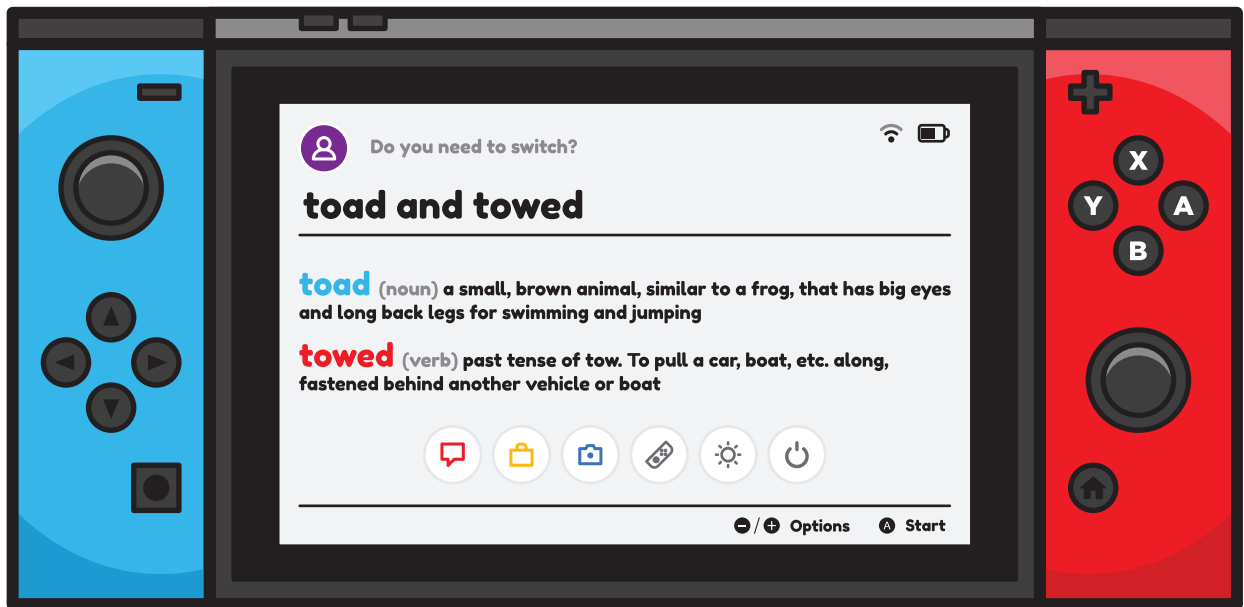 Do you need to switch?
toad and towed
toad (noun) a small, brown animal, similar to a frog, that has big eyes
and long back legs for swimming and jumping
towed (verb) past tense of tow. To pull a car, boat, etc. along,
fastened behind another vehicle or boat
X
Y A
B
−/+ Options A Start